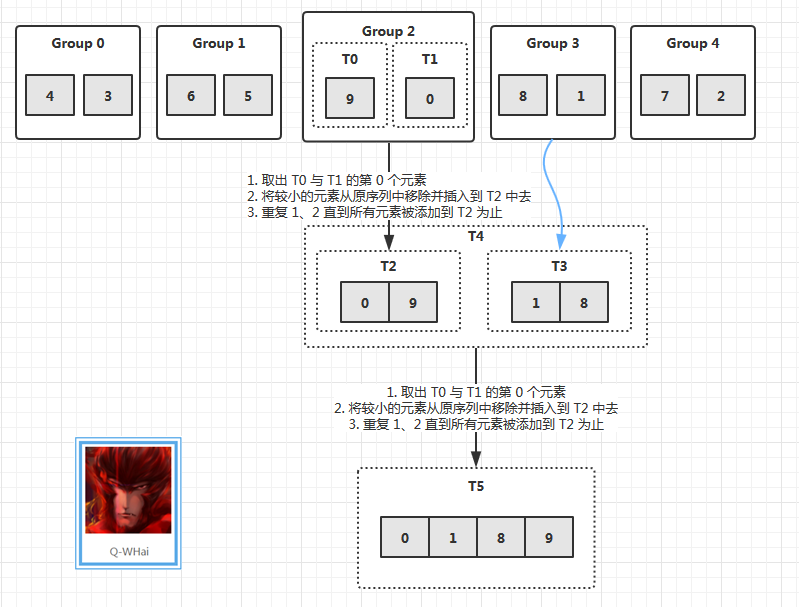 Group 0
4 3
Group 1
6 5
Group 2
T0 T1
9 0
Group 3
8 1
Group 4
7 2
1. 取出 T0 与 T1 的第 0 个元素
2. 将较小的元素从原序列中移除并插入到 T2 中去
3. 重复 1、2 直到所有元素被添加到 T2 为止
T4
T2
0 9
T3
1 8
1. 取出 T0 与 T1 的第 0 个元素
2. 将较小的元素从原序列中移除并插入到 T2 中去
3. 重复 1、2 直到所有元素被添加到 T2 为止
T5
0 1 8 9
Q-WHai